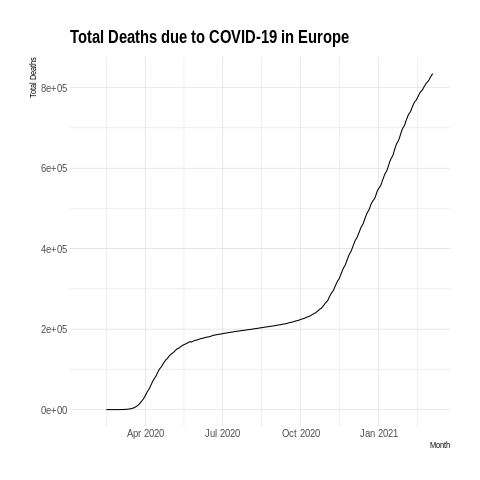 Total Deaths due to COVID-19 in Europe
Total Deaths
8e+05
6e+05
4e+05
2e+05
0e+00
Apr 2020 Jul 2020 Oct 2020 Jan 2021
Month